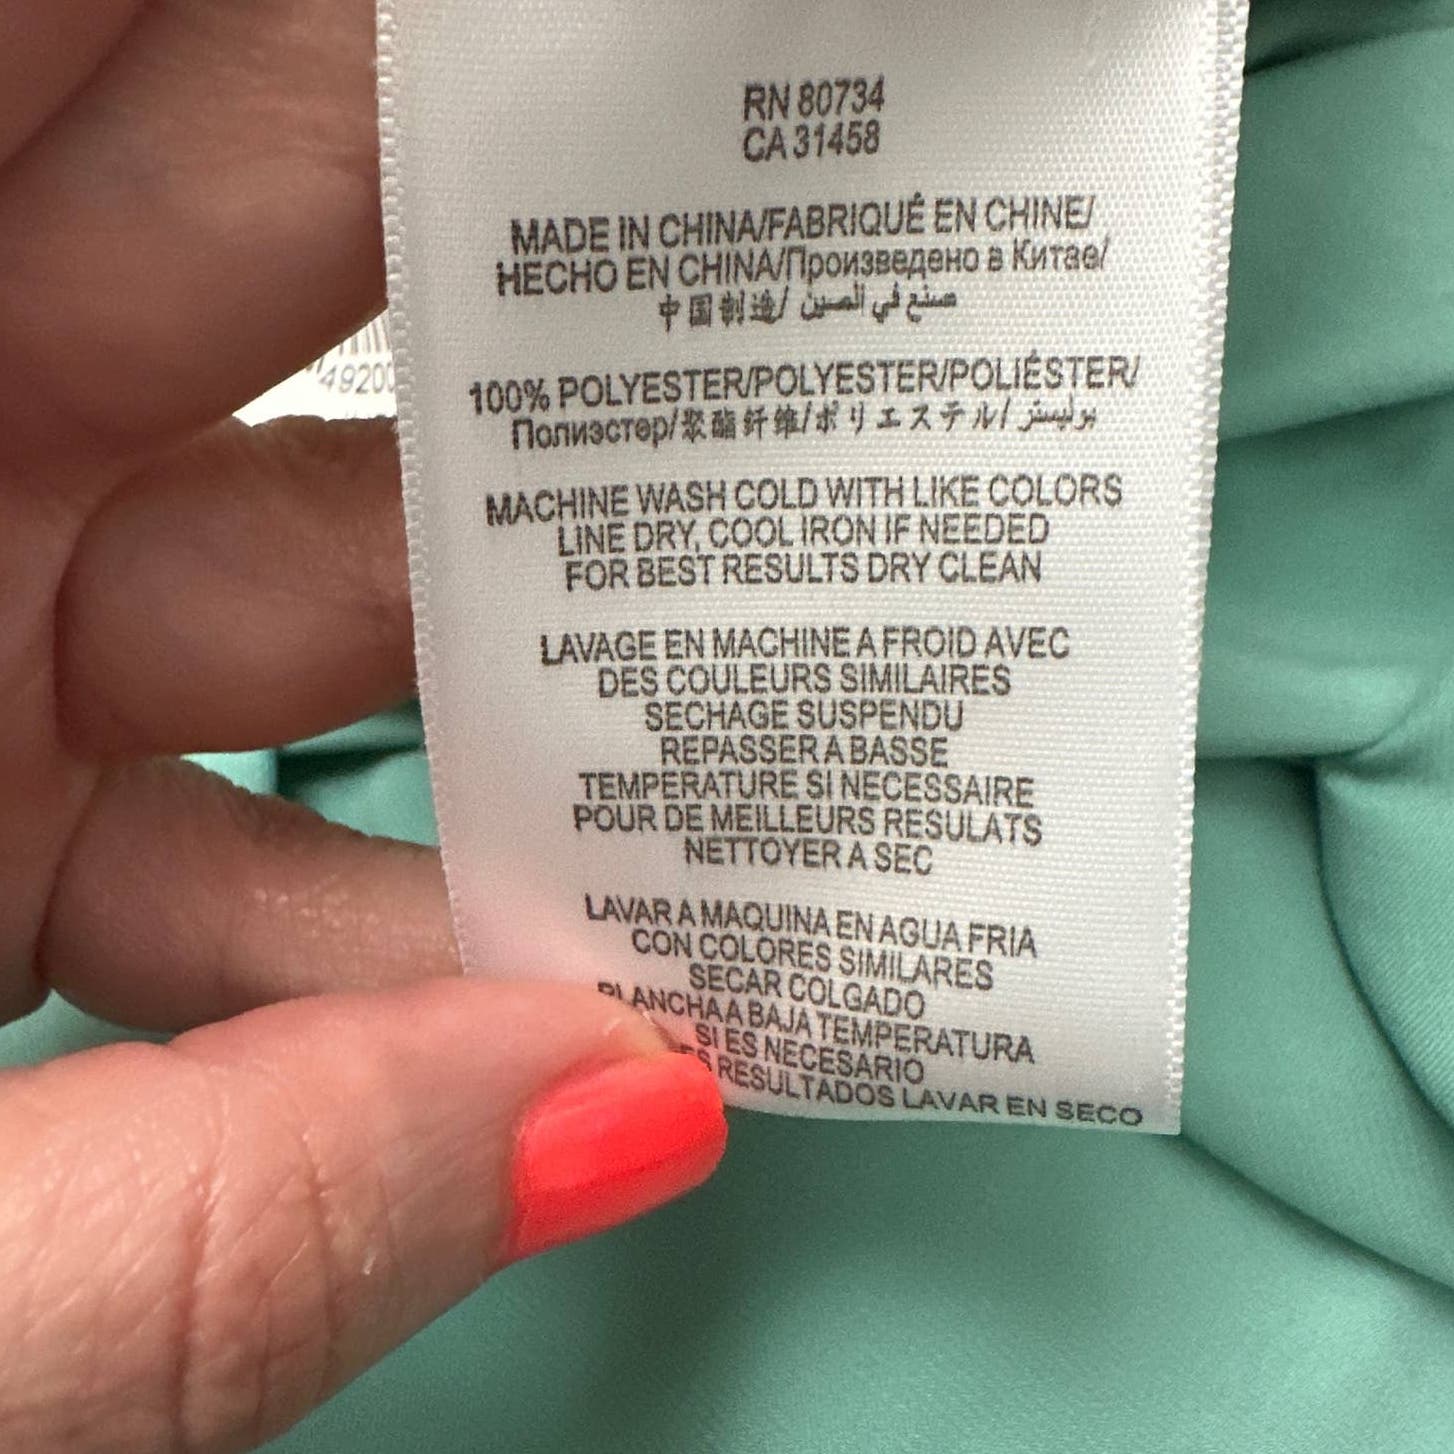 RN 80734
CA 31458
MADE IN CHINA/FABRIQUÉ EN CHINE/
HECHO EN CHINA/Произведено в Китае/
中国制造/ صنع في الصين
4920
100% POLYESTER/POLYESTER/POLIÉSTER/
Полиэстер/聚酯纤维/ポリエステル/ بوليستر
MACHINE WASH COLD WITH LIKE COLORS
LINE DRY, COOL IRON IF NEEDED
FOR BEST RESULTS DRY CLEAN
LAVAGE EN MACHINE A FROID AVEC
DES COULEURS SIMILAIRES
SECHAGE SUSPENDU
REPASSER A BASSE
TEMPERATURE SI NECESSAIRE
POUR DE MEILLEURS RESULATS
NETTOYER A SEC
LAVAR A MAQUINA EN AGUA FRIA
CON COLORES SIMILARES
SECAR COLGADO
PLANCHA A BAJA TEMPERATURA
SI ES NECESARIO
RESULTADOS LAVAR EN SECO